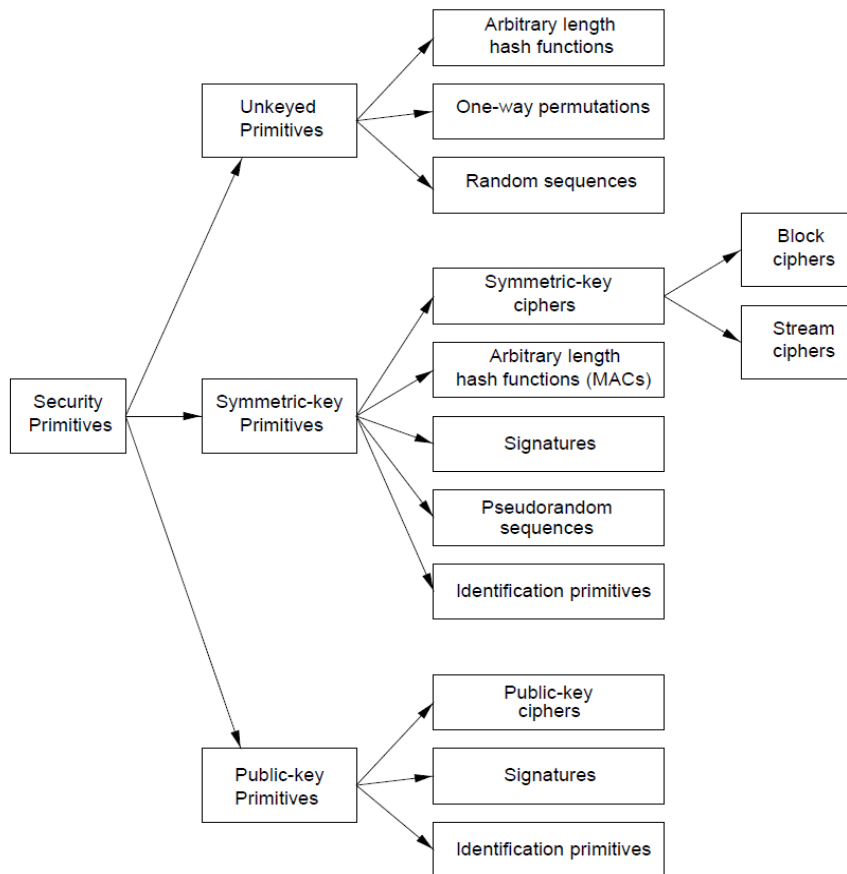 Arbitrary length
hash functions
Unkeyed
Primitives
One-way permutations
Random sequences
Block
ciphers
Symmetric-key
ciphers
Stream
ciphers
Arbitrary length
hash functions (MACs)
Security
Primitives
Symmetric-key
Primitives
Signatures
Pseudorandom
sequences
Identification primitives
Public-key
ciphers
Public-key
Primitives
Signatures
Identification primitives